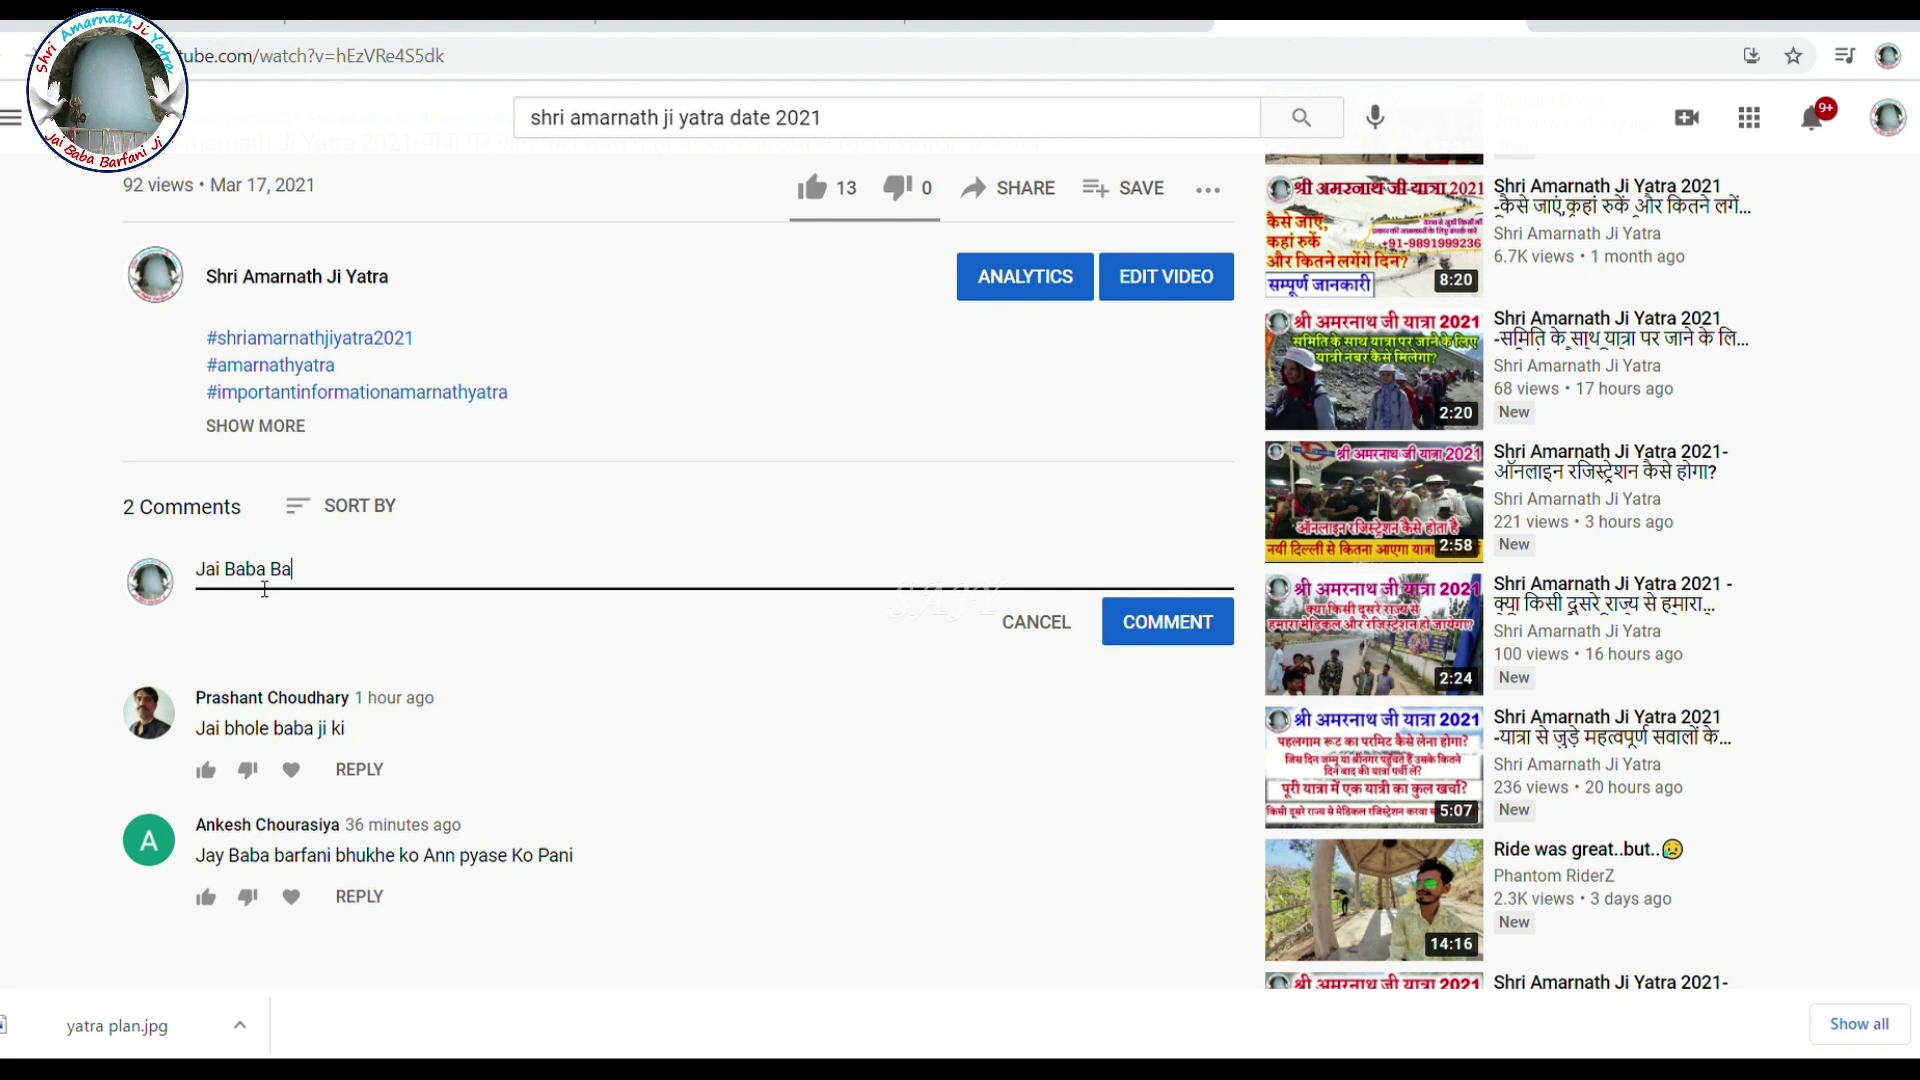 Shri AmarnathJi Yatra
Jai Baba Barfani Ji
tube.com/watch?v=hEzVRe4S5dk
shri amarnath ji yatra date 2021
9+
92 views • Mar 17, 2021
13
0
SHARE
SAVE
Shri Amarnath Ji Yatra
ANALYTICS
EDIT VIDEO
#shriamarnathjiyatra2021
#amarnathyatra
#importantinformationamarnathyatra
SHOW MORE
2 Comments
SORT BY
Jai Baba Ba
CANCEL
COMMENT
Prashant Choudhary 1 hour ago
Jai bhole baba ji ki
REPLY
A
Ankesh Chourasiya 36 minutes ago
Jay Baba barfani bhukhe ko Ann pyase Ko Pani
REPLY
श्री अमरनाथ जी यात्रा 2021
कैसे जाएं,
कहां रुकें
+91-9891999236
और कितने लगेंगे दिन?
सम्पूर्ण जानकारी
8:20
Shri Amarnath Ji Yatra 2021
-कैसे जाएं,कहां रुकें और कितने लगें...
Shri Amarnath Ji Yatra
6.7K views • 1 month ago
श्री अमरनाथ जी यात्रा 2021
समिति के साथ यात्रा पर जाने के लिए
यात्री नंबर कैसे मिलेगा?
2:20
Shri Amarnath Ji Yatra 2021
-समिति के साथ यात्रा पर जाने के लि...
Shri Amarnath Ji Yatra
68 views • 17 hours ago
New
श्री अमरनाथ जी यात्रा 2021
ऑनलाइन रजिस्ट्रेशन कैसे होता है
नयी दिल्ली से कितना आएगा
2:58
Shri Amarnath Ji Yatra 2021-
ऑनलाइन रजिस्ट्रेशन कैसे होगा?
Shri Amarnath Ji Yatra
221 views • 3 hours ago
New
श्री अमरनाथ जी यात्रा 2021
क्या किसी दूसरे राज्य से
हमारा मेडिकल और रजिस्ट्रेशन हो जायेगा?
2:24
Shri Amarnath Ji Yatra 2021 -
क्या किसी दूसरे राज्य से हमारा...
Shri Amarnath Ji Yatra
100 views • 16 hours ago
New
श्री अमरनाथ जी यात्रा 2021
पहलगाम रूट का परमिट कैसे लेना होगा?
जिस दिन जम्मू या श्रीनगर पहुंचते हैं उसके कितने
दिन बाद की यात्रा पर्ची लें?
पूरी यात्रा में एक यात्री का कुल खर्चा?
किसी दूसरे राज्य से मेडिकल रजिस्ट्रेशन करवा
5:07
Shri Amarnath Ji Yatra 2021
-यात्रा से जुड़े महत्वपूर्ण सवालों के...
Shri Amarnath Ji Yatra
236 views • 20 hours ago
New
14:16
Ride was great..but..😥
Phantom RiderZ
2.3K views • 3 days ago
New
श्री अमरनाथ जी यात्रा 2021
Shri Amarnath Ji Yatra 2021-
yatra plan.jpg
Show all